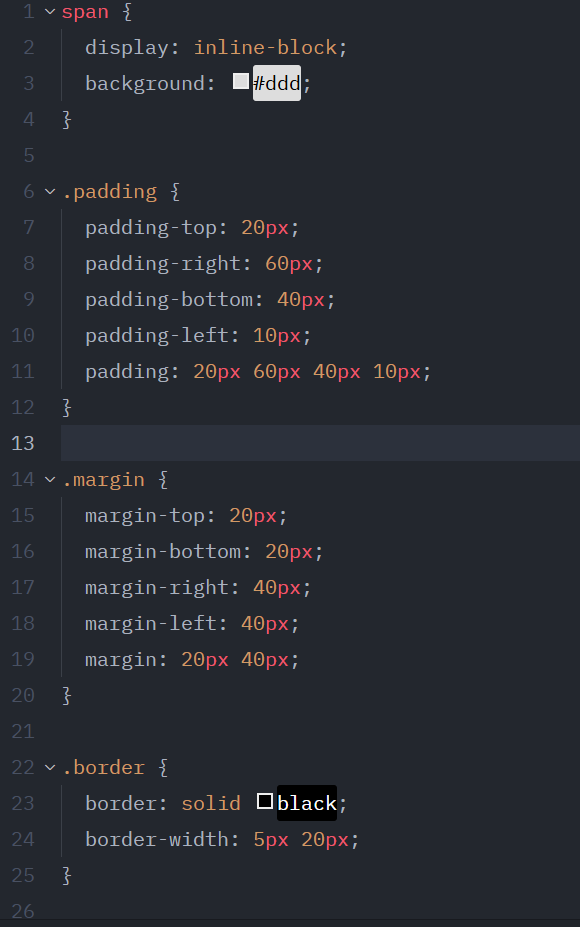 1 span {
2 display: inline-block;
3 background: #ddd;
4 }
5
6 .padding {
7 padding-top: 20px;
8 padding-right: 60px;
9 padding-bottom: 40px;
10 padding-left: 10px;
11 padding: 20px 60px 40px 10px;
12 }
13
14 .margin {
15 margin-top: 20px;
16 margin-bottom: 20px;
17 margin-right: 40px;
18 margin-left: 40px;
19 margin: 20px 40px;
20 }
21
22 .border {
23 border: solid black;
24 border-width: 5px 20px;
25 }
26